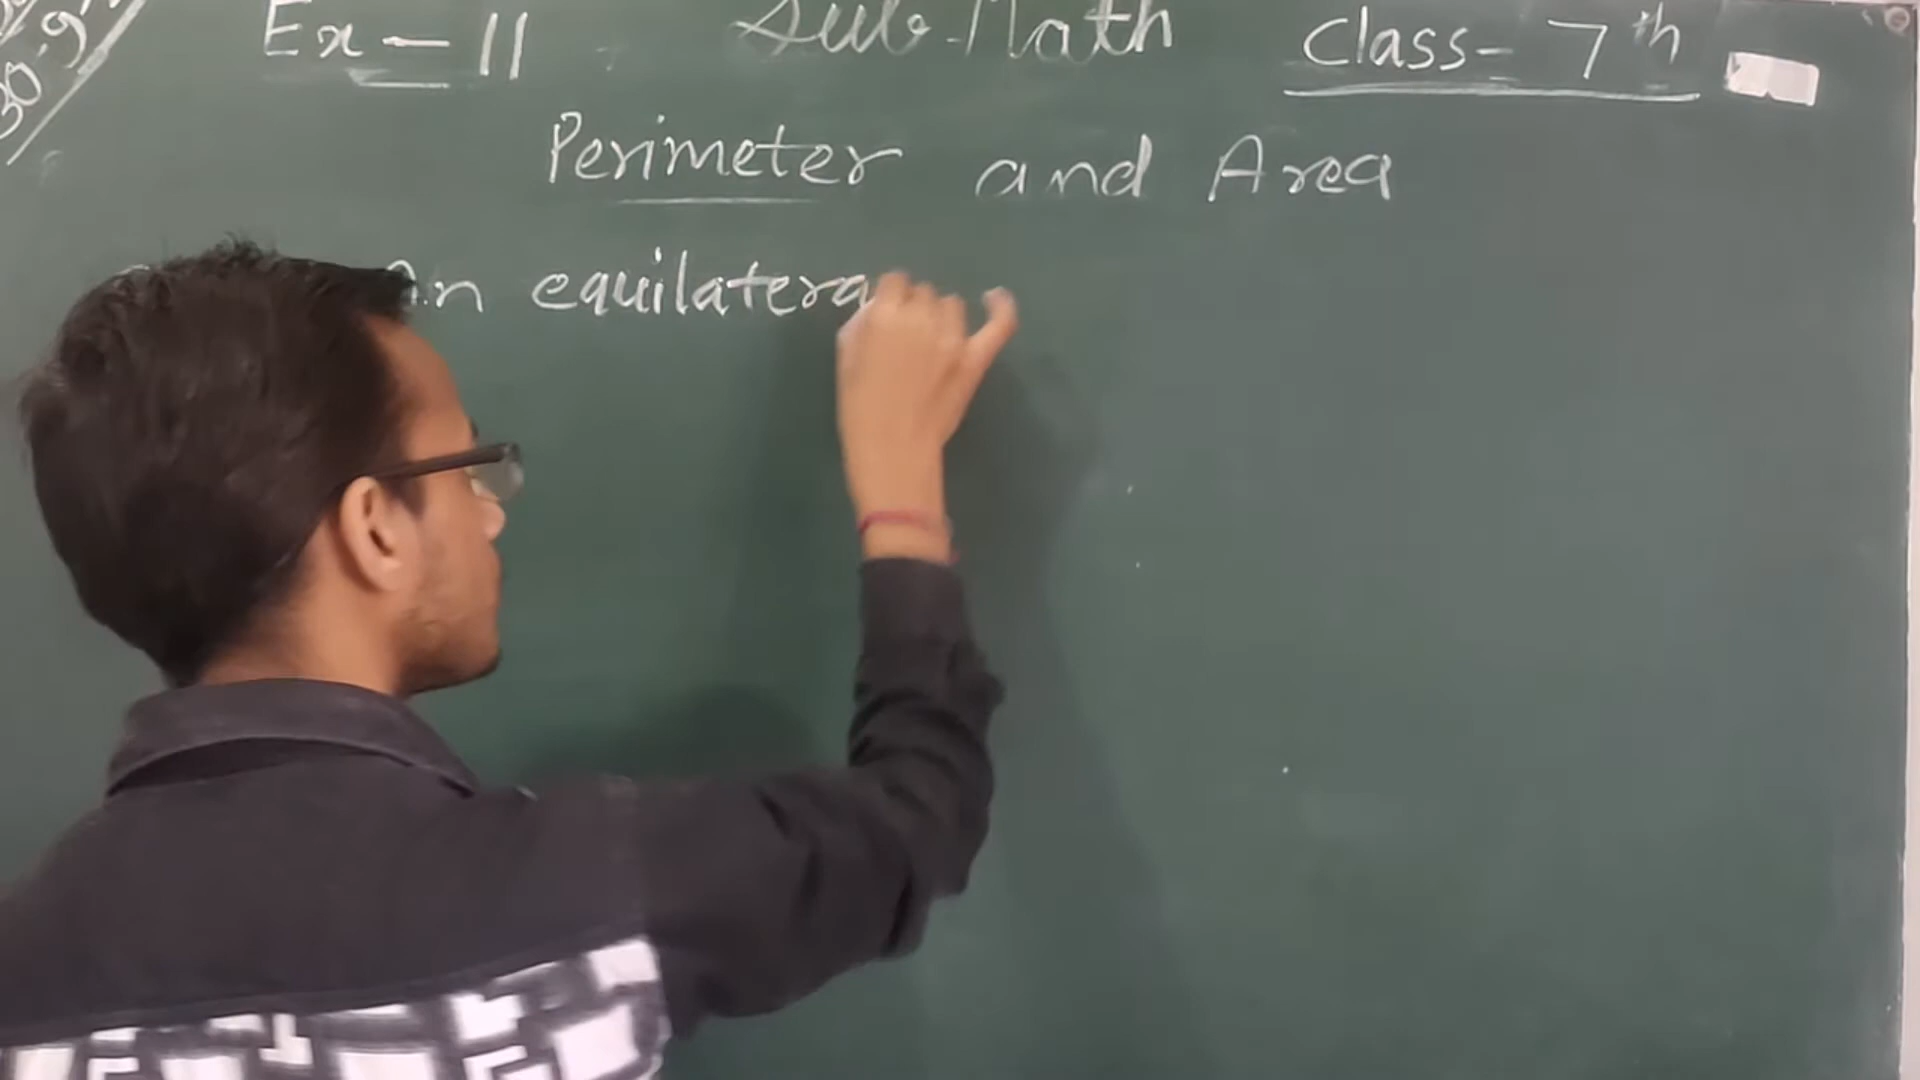 Ex - 11 Sub - Math Class - 7th
Perimeter and Area
An equilatera